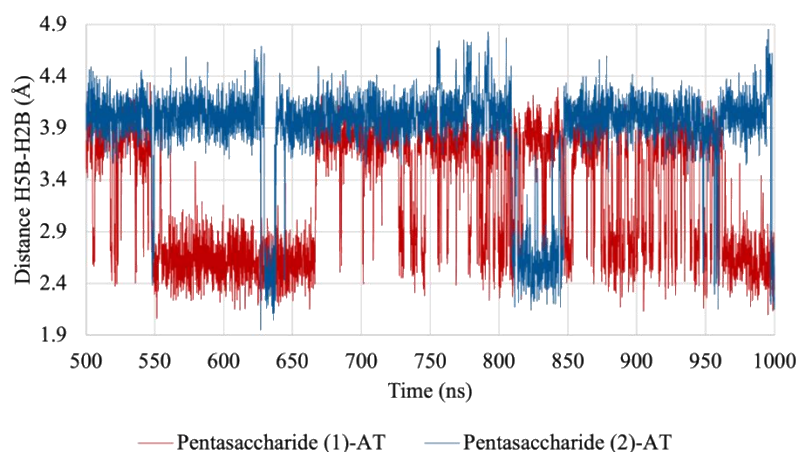 4.9
4.4
3.9
3.4
2.9
2.4
1.9
Distance H5B-H2B (Å)
500 550 600 650 700 750 800 850 900 950 1000
Time (ns)
Pentasaccharide (1)-AT Pentasaccharide (2)-AT